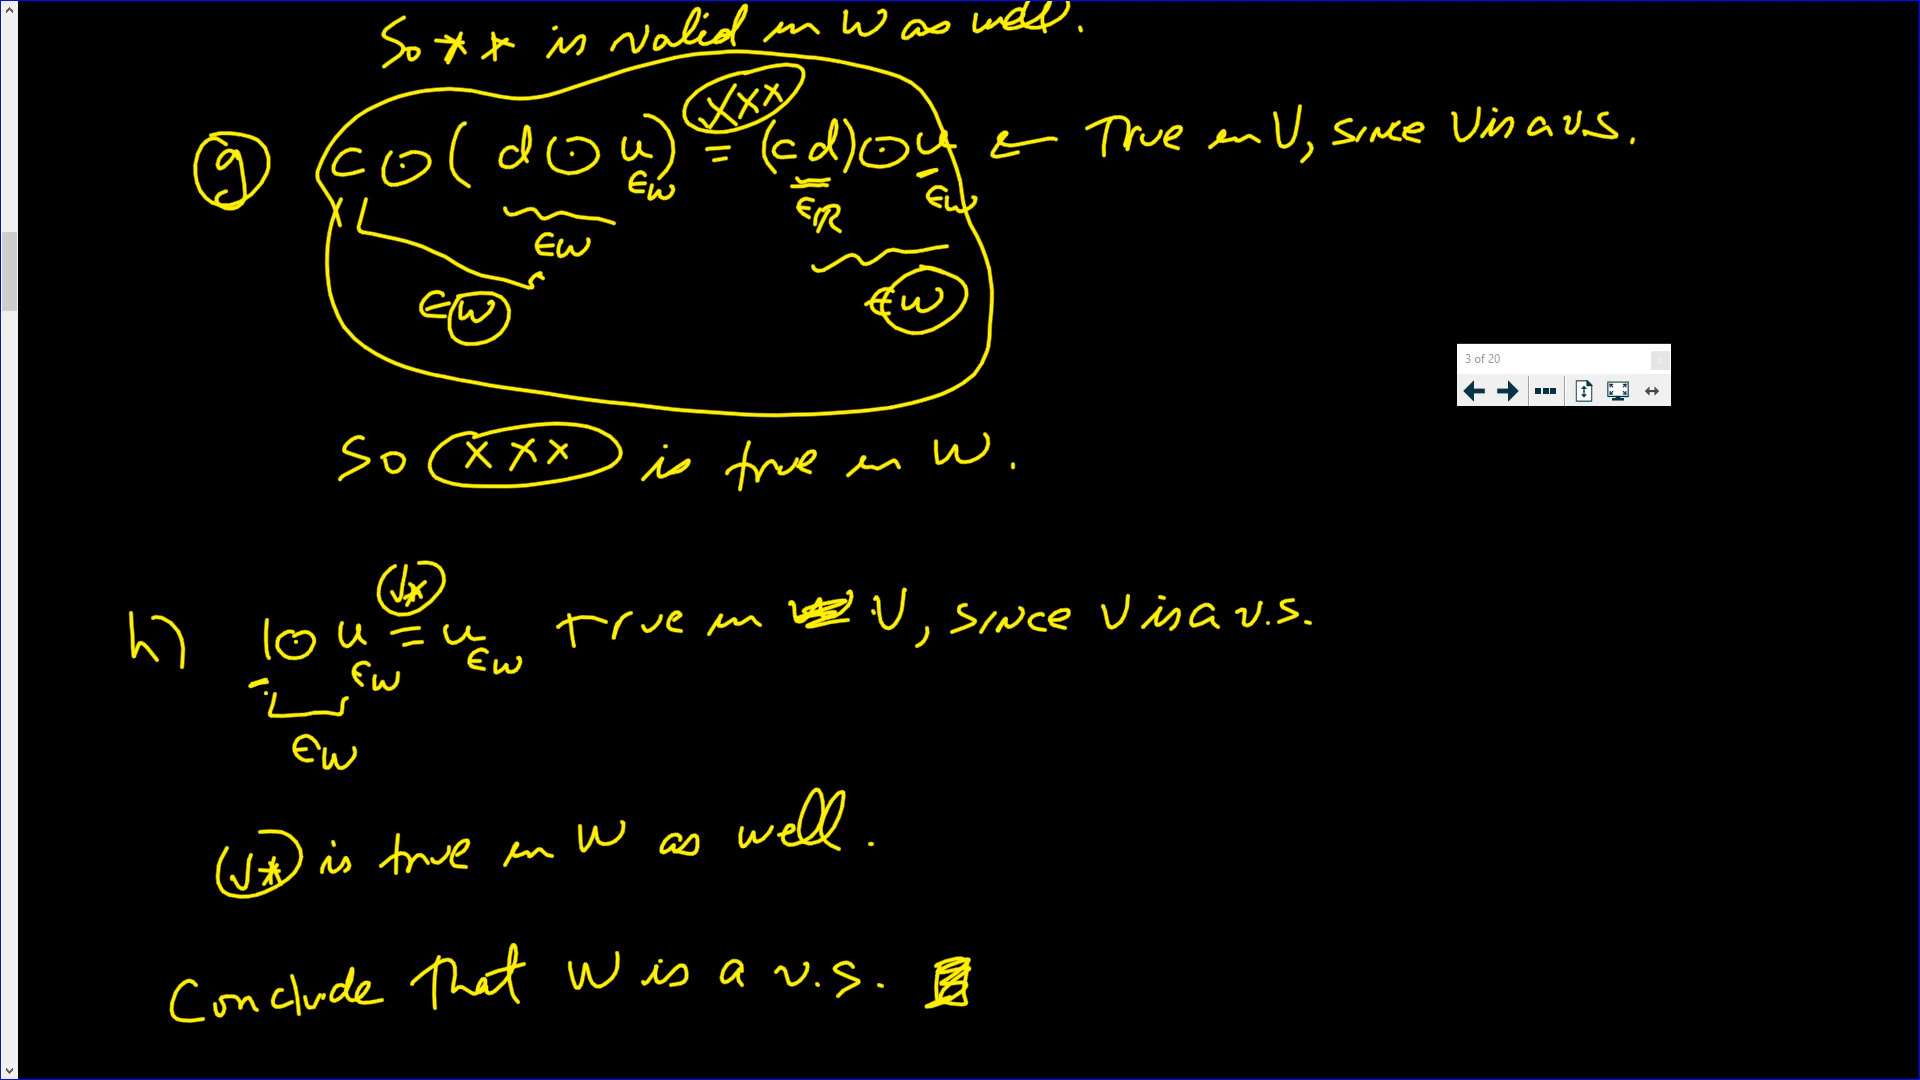 So ** is valid in W as well.
xxx
g) c⊙(d⊙u) = (cd)⊙u ← True in V, since V is a v.s.
∈W ∈W
∈W ∈ℝ
∈W ∈W
3 of 20
So xxx is true in W.
√*
h) 1⊙u = u true in V, since V is a v.s.
∈W ∈W
∈W
√* is true in W as well.
Conclude that W is a v.s.